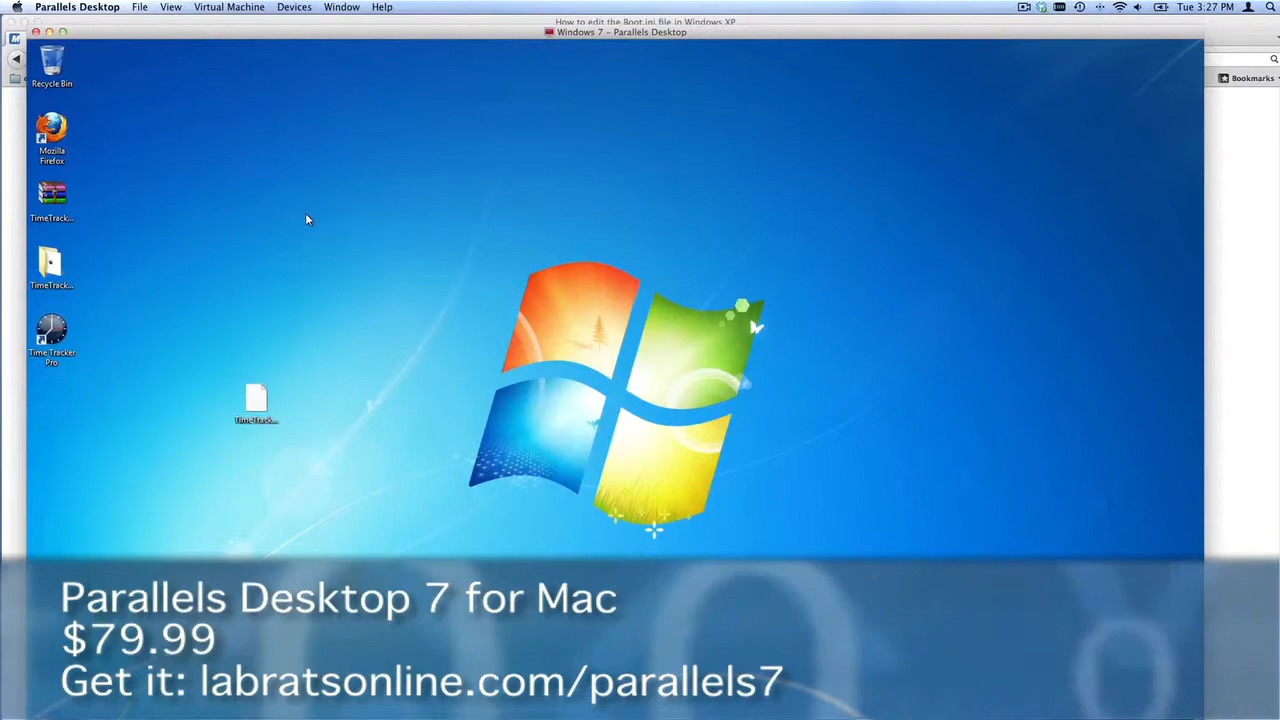 Parallels Desktop File View Virtual Machine Devices Window Help Tue 3:27 PM
How to edit the Boot.ini file in Windows XP
Windows 7 - Parallels Desktop
Bookmarks
Recycle Bin
Mozilla
Firefox
TimeTrack...
TimeTrack...
Time Tracker
Pro
TimeTrack...
Parallels Desktop 7 for Mac
$79.99
Get it: labratsonline.com/parallels7